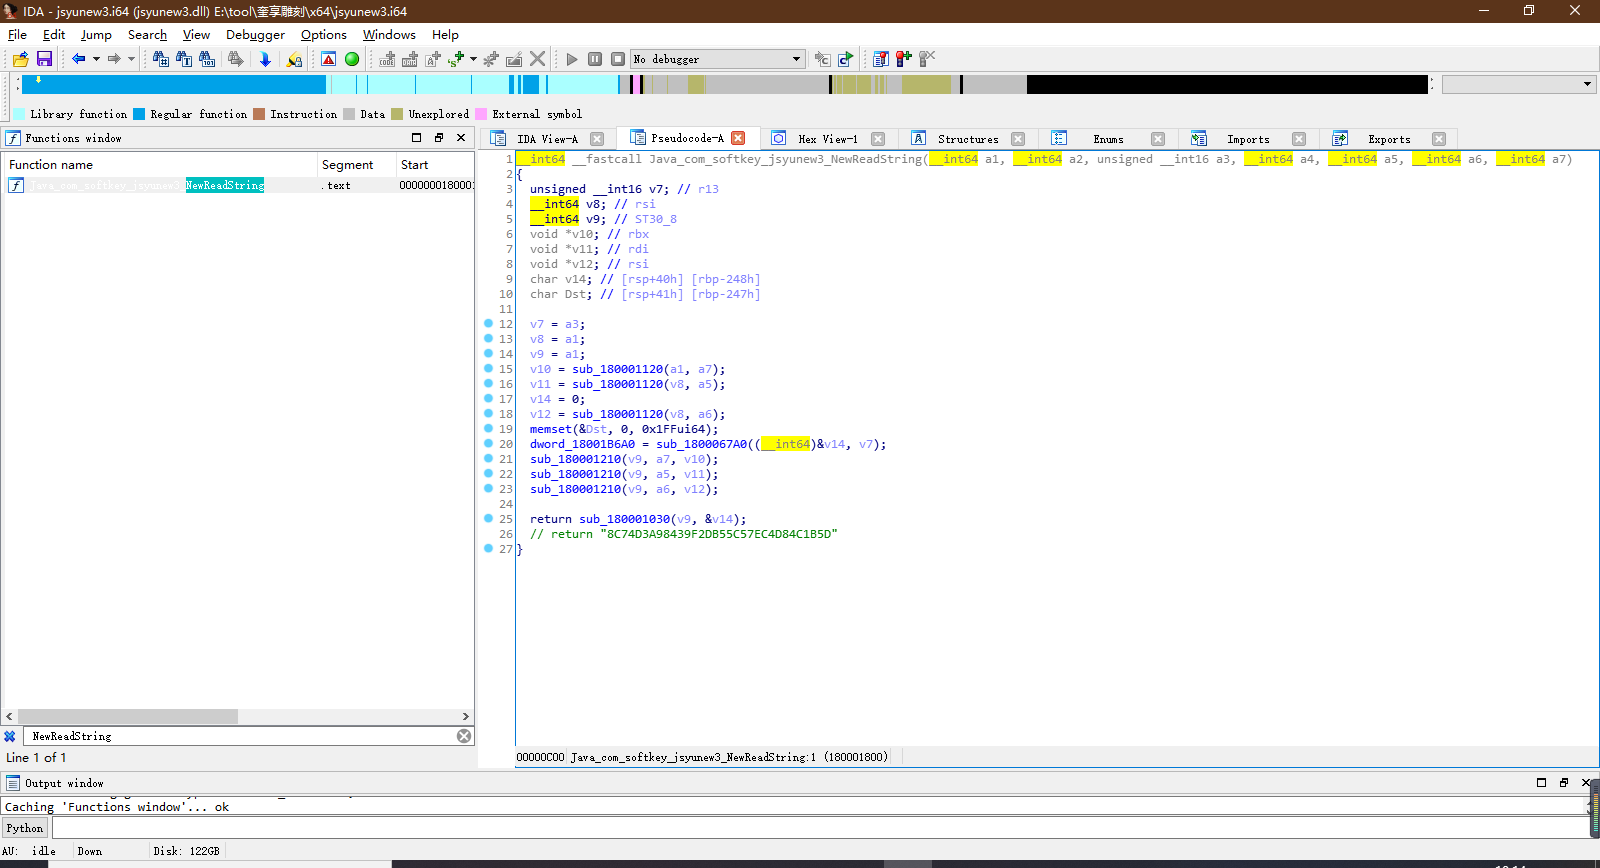 IDA - jsyunew3.i64 (jsyunew3.dll) E:\tool\奎享雕刻\x64\jsyunew3.i64
File Edit Jump Search View Debugger Options Windows Help
No debugger
Library function Regular function Instruction Data Unexplored External symbol
Functions window
IDA View-A Pseudocode-A Hex View-1 Structures Enums Imports Exports
Function name Segment Start
Java_com_softkey_jsyunew3_NewReadString .text 0000000180001
1 __int64 __fastcall Java_com_softkey_jsyunew3_NewReadString(__int64 a1, __int64 a2, unsigned __int16 a3, __int64 a4, __int64 a5, __int64 a6, __int64 a7)
2 {
3 unsigned __int16 v7; // r13
4 __int64 v8; // rsi
5 __int64 v9; // ST30_8
6 void *v10; // rbx
7 void *v11; // rdi
8 void *v12; // rsi
9 char v14; // [rsp+40h] [rbp-248h]
10 char Dst; // [rsp+41h] [rbp-247h]
11
12 v7 = a3;
13 v8 = a1;
14 v9 = a1;
15 v10 = sub_180001120(a1, a7);
16 v11 = sub_180001120(v8, a5);
17 v14 = 0;
18 v12 = sub_180001120(v8, a6);
19 memset(&Dst, 0, 0x1FFui64);
20 dword_18001B6A0 = sub_1800067A0((__int64)&v14, v7);
21 sub_180001210(v9, a7, v10);
22 sub_180001210(v9, a5, v11);
23 sub_180001210(v9, a6, v12);
24
25 return sub_180001030(v9, &v14);
26 // return "8C74D3A98439F2DB55C57EC4D84C1B5D"
27 }
NewReadString
Line 1 of 1
00000C00 Java_com_softkey_jsyunew3_NewReadString:1 (180001800)
Output window
Caching 'Functions window'... ok
Python
AU: idle Down Disk: 122GB